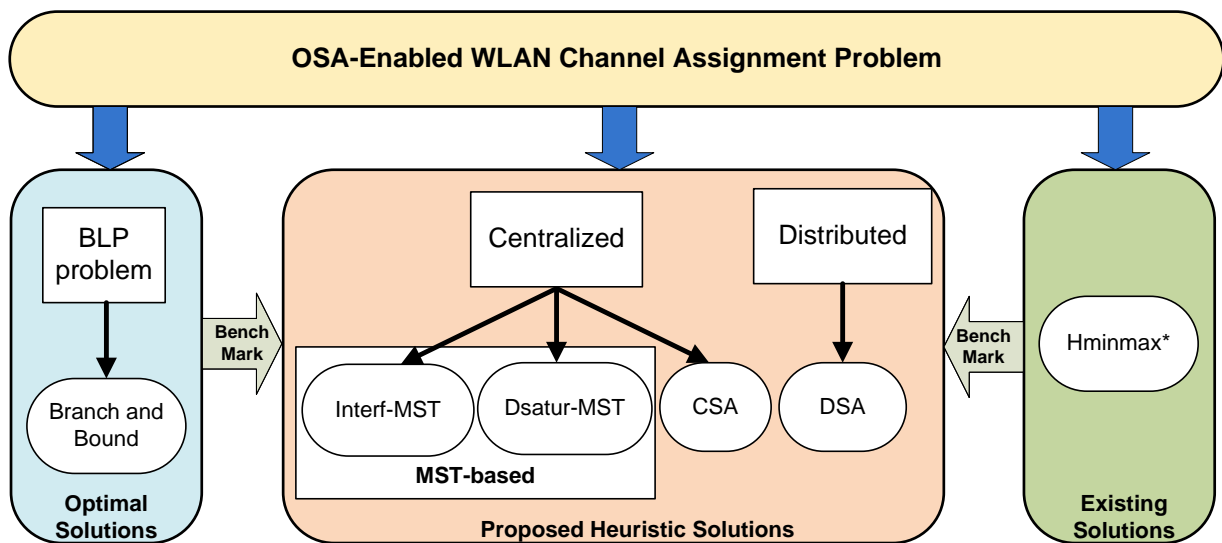 OSA-Enabled WLAN Channel Assignment Problem
BLP
problem
Branch and
Bound
Optimal
Solutions
Bench
Mark
Centralized
Distributed
Interf-MST
Dsatur-MST
CSA
DSA
MST-based
Proposed Heuristic Solutions
Bench
Mark
Hminmax*
Existing
Solutions